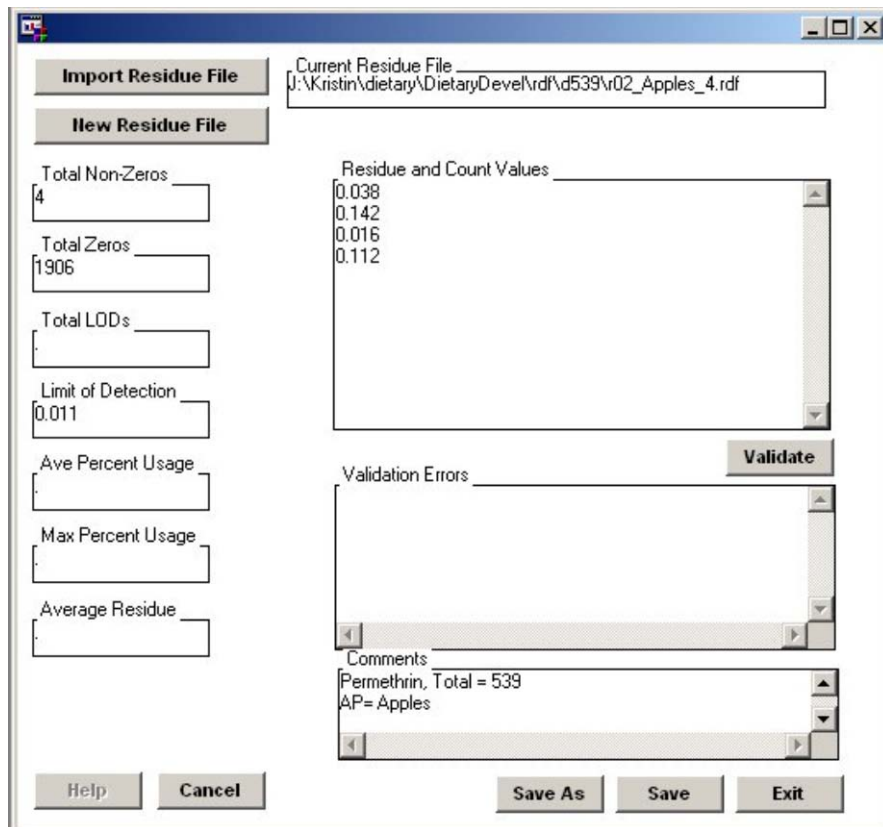 Import Residue File
Current Residue File
J:\Kristin\dietary\DietaryDevel\rdf\d539\r02_Apples_4.rdf
New Residue File
Total Non-Zeros
4
Total Zeros
1906
Total LODs
.
Limit of Detection
0.011
Ave Percent Usage
.
Max Percent Usage
.
Average Residue
.
Residue and Count Values
0.038
0.142
0.016
0.112
Validate
Validation Errors
Comments
Permethrin, Total = 539
AP= Apples
Help
Cancel
Save As
Save
Exit